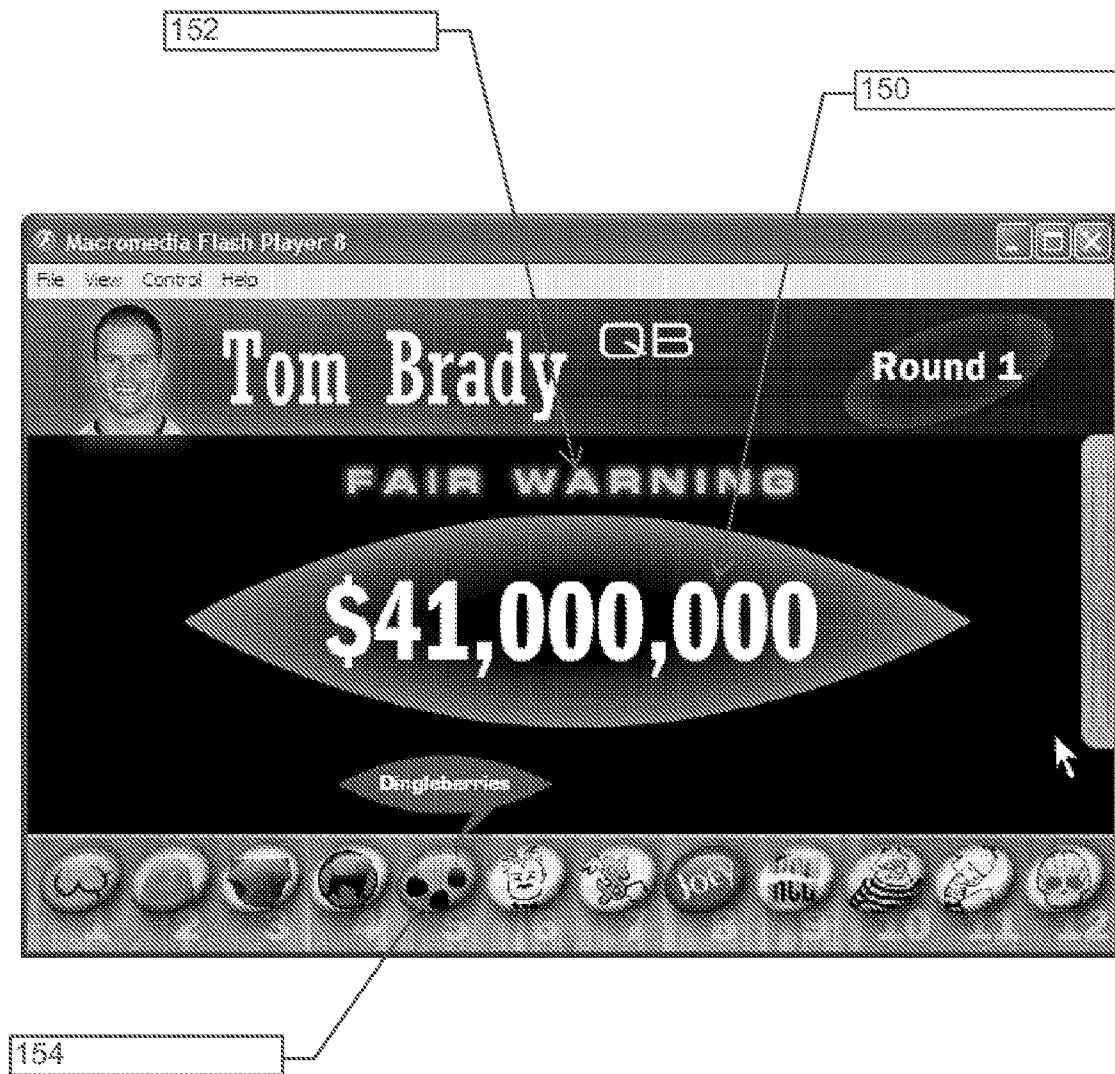 152
150
Macromedia Flash Player 8
File View Control Help
Tom Brady QB
Round 1
FAIR WARNING
$41,000,000
Dingleberries
Joey
154